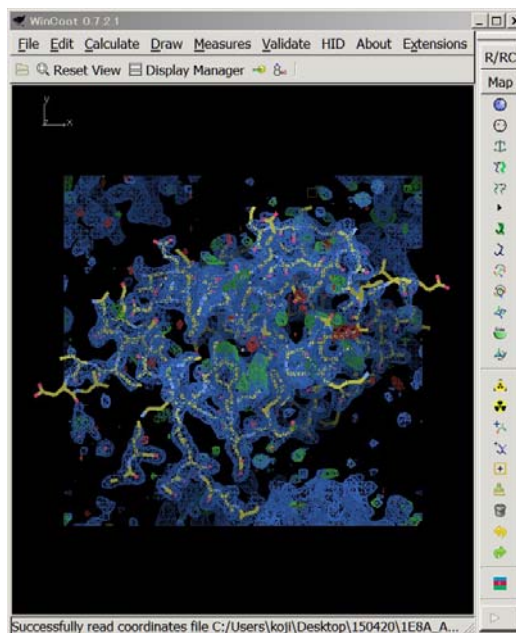 WinCoot 0.7.2.1
File Edit Calculate Draw Measures Validate HID About Extensions
Reset View Display Manager
R/RC
Map
y
z x
Successfully read coordinates file C:/Users\koji\Desktop\150420\1E8A_A...